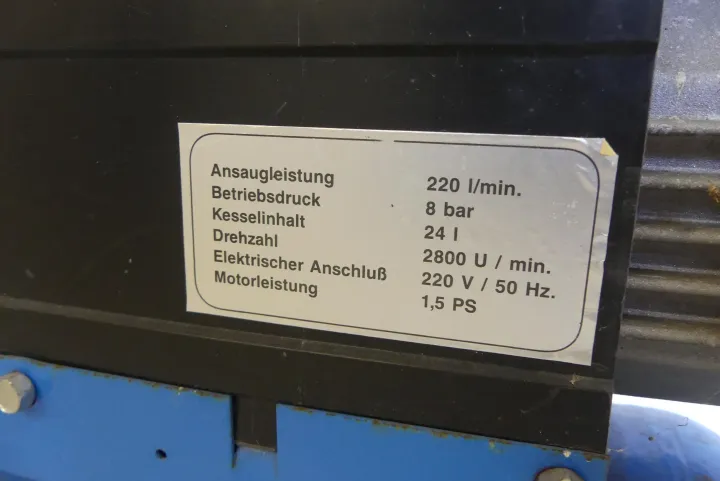 Ansaugleistung 220 l/min.
Betriebsdruck 8 bar
Kesselinhalt 24 l
Drehzahl 2800 U / min.
Elektrischer Anschluß 220 V / 50 Hz.
Motorleistung 1,5 PS